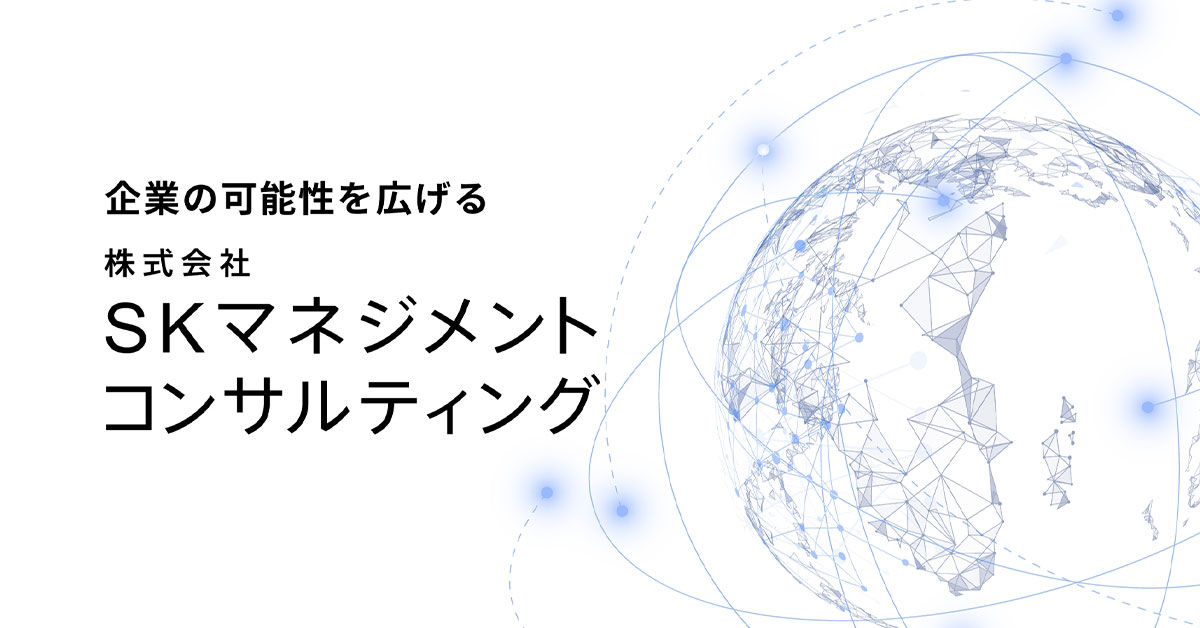 企業の可能性を広げる
株式会社
SKマネジメント
コンサルティング